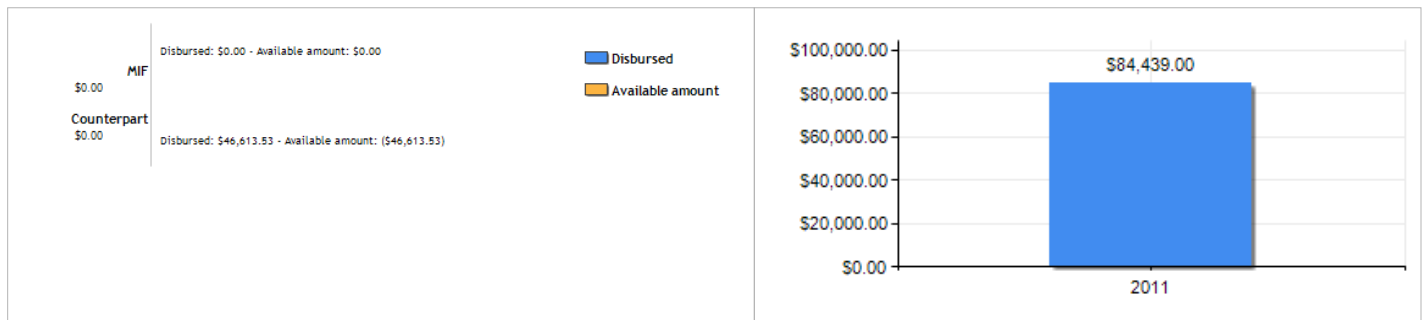 Disbursed: $0.00 - Available amount: $0.00
MIF
$0.00
Counterpart
$0.00
Disbursed: $46,613.53 - Available amount: ($46,613.53)
Disbursed
Available amount
$100,000.00
$84,439.00
$80,000.00
$60,000.00
$40,000.00
$20,000.00
$0.00
2011